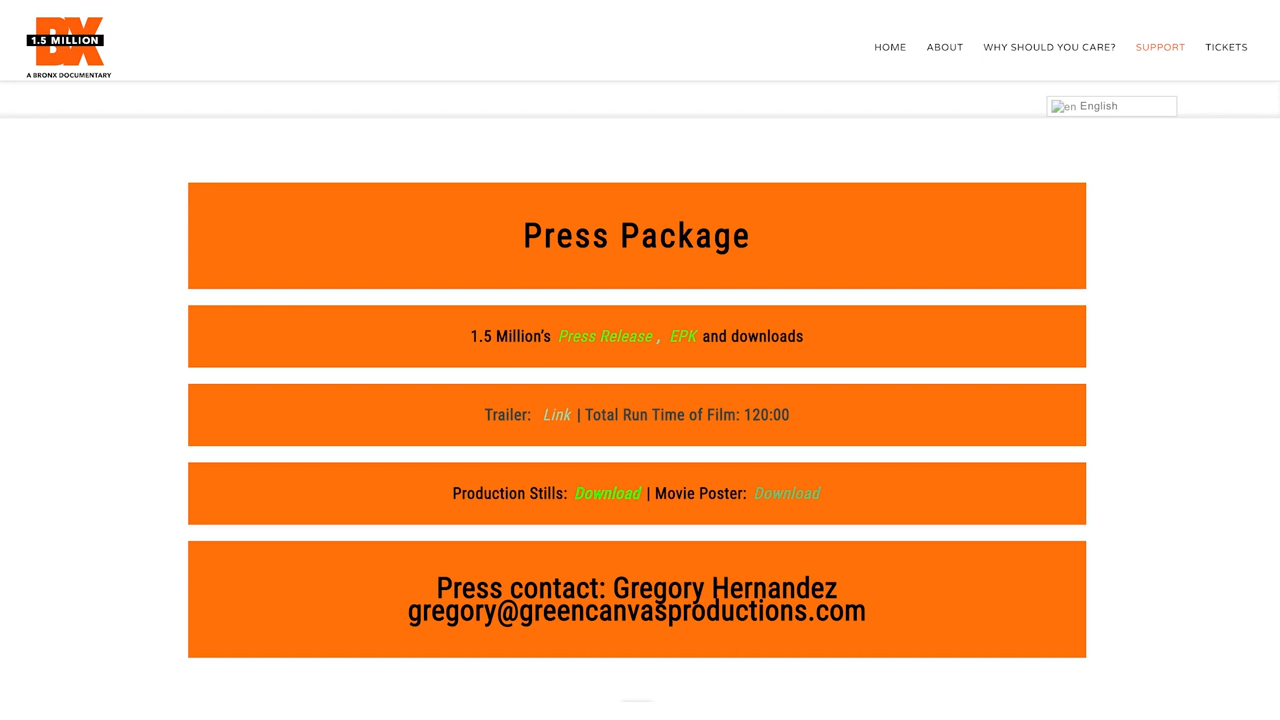 BX
1.5 MILLION
A BRONX DOCUMENTARY
HOME ABOUT WHY SHOULD YOU CARE? SUPPORT TICKETS
en English
Press Package
1.5 Million’s Press Release , EPK and downloads
Trailer: Link | Total Run Time of Film: 120:00
Production Stills: Download | Movie Poster: Download
Press contact: Gregory Hernandez
gregory@greencanvasproductions.com